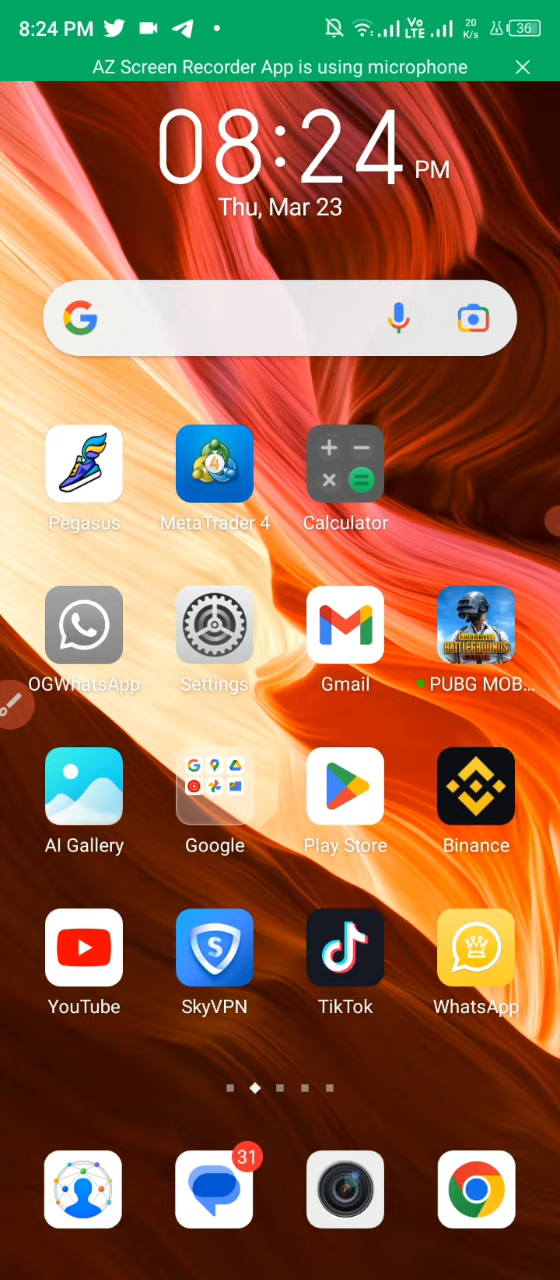 8:24 PM Vo LTE 20 K/s 36
AZ Screen Recorder App is using microphone
08:24 PM
Thu, Mar 23
Pegasus MetaTrader 4 Calculator
OGWhatsApp Settings Gmail PUBG MOB...
AI Gallery Google Play Store Binance
YouTube SkyVPN TikTok WhatsApp
31